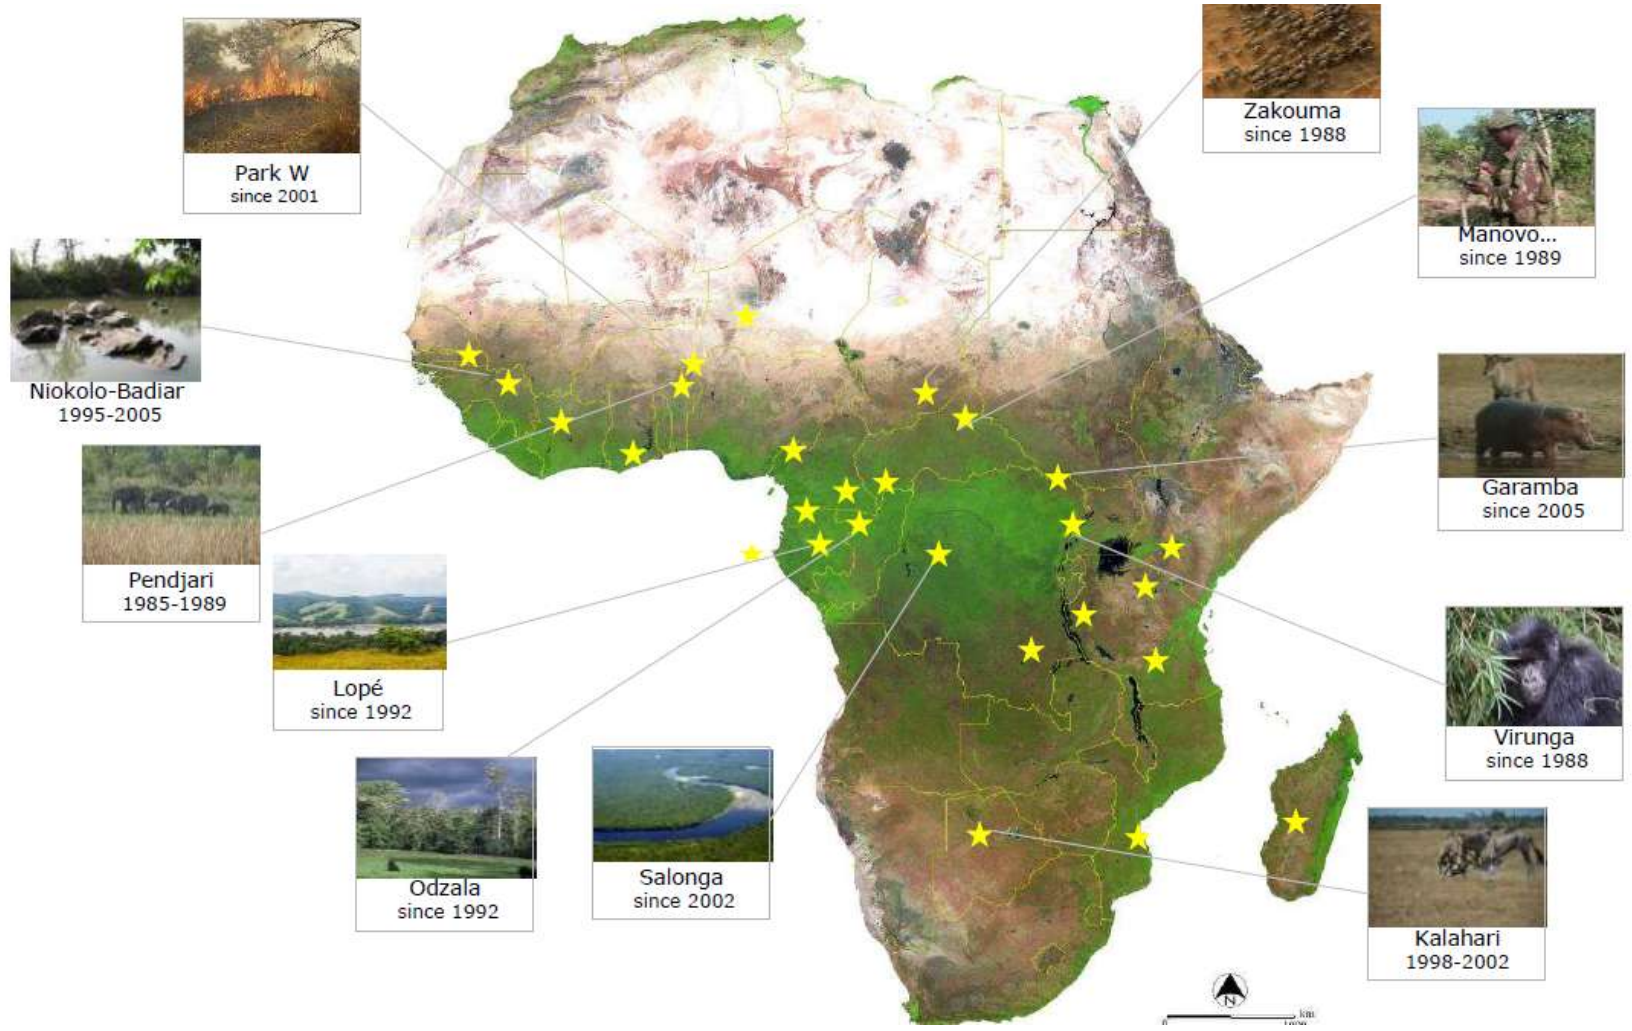 Park W
since 2001
Zakouma
since 1988
Manovo...
since 1989
Niokolo-Badiar
1995-2005
Garamba
since 2005
Pendjari
1985-1989
Lopé
since 1992
Virunga
since 1988
Odzala
since 1992
Salonga
since 2002
Kalahari
1998-2002
N
km
0